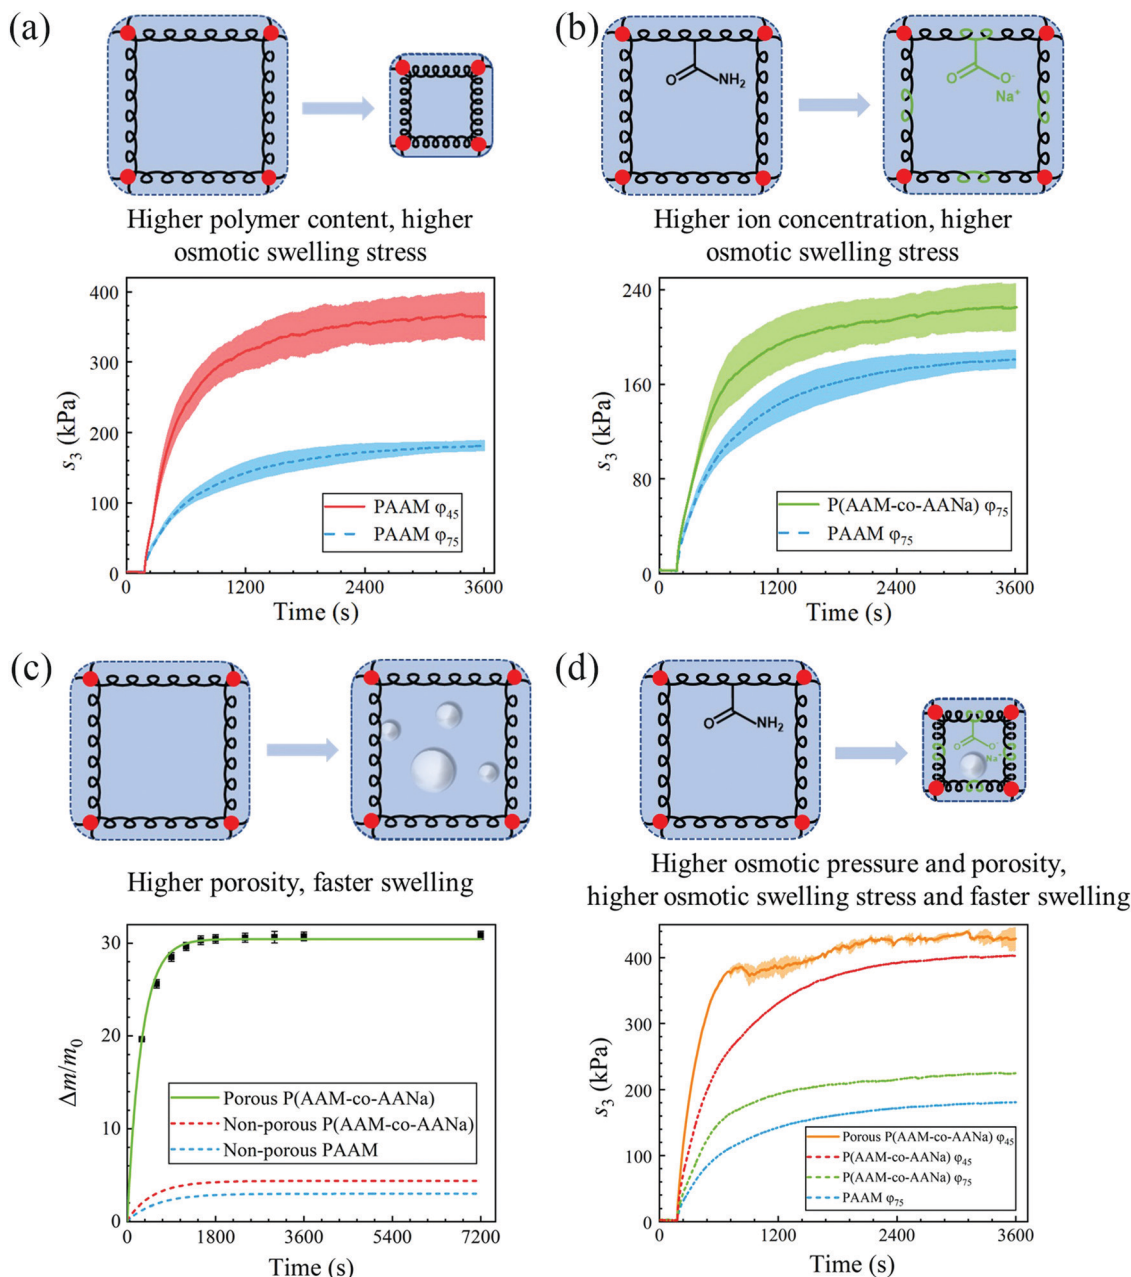 (a)
Higher polymer content, higher
osmotic swelling stress
400
300
200
100
0
s₃ (kPa)
PAAM φ₄₅
PAAM φ₇₅
0 1200 2400 3600
Time (s)
(b)
O NH₂
O O⁻
Na⁺
Higher ion concentration, higher
osmotic swelling stress
240
160
80
0
s₃ (kPa)
P(AAM-co-AANa) φ₇₅
PAAM φ₇₅
0 1200 2400 3600
Time (s)
(c)
Higher porosity, faster swelling
30
20
10
0
Δm/m₀
Porous P(AAM-co-AANa)
Non-porous P(AAM-co-AANa)
Non-porous PAAM
0 1800 3600 5400 7200
Time (s)
(d)
O NH₂
O O⁻
Na⁺
Higher osmotic pressure and porosity,
higher osmotic swelling stress and faster swelling
400
300
200
100
0
s₃ (kPa)
Porous P(AAM-co-AANa) φ₄₅
P(AAM-co-AANa) φ₄₅
P(AAM-co-AANa) φ₇₅
PAAM φ₇₅
0 1200 2400 3600
Time (s)